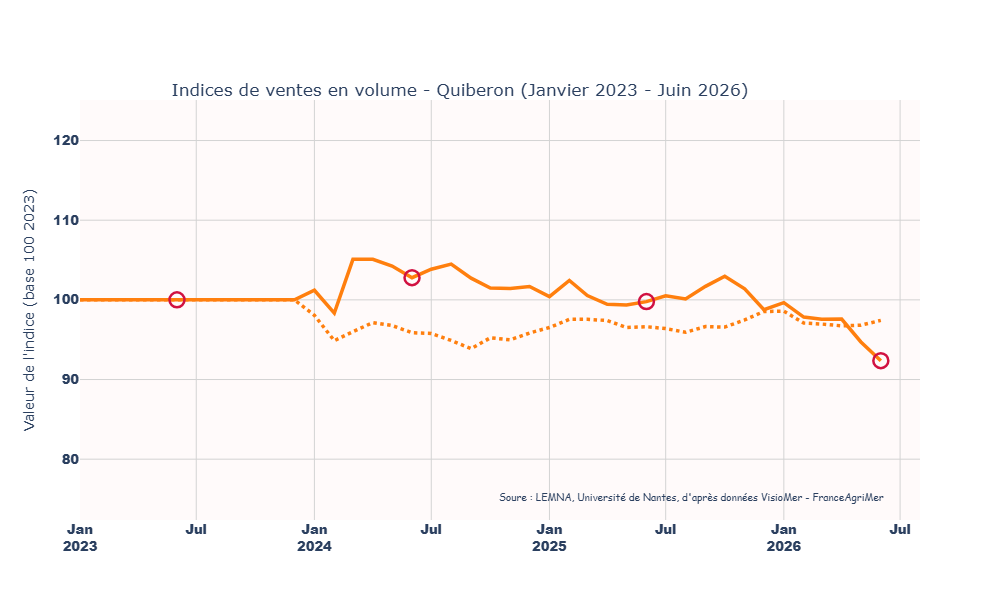 Indices de ventes en volume - Quiberon (Janvier 2023 - Juin 2026)
Valeur de l'indice (base 100 2023)
120
110
100
90
80
Soure : LEMNA, Université de Nantes, d'après données VisioMer - FranceAgriMer
Jan Jul Jan Jul Jan Jul Jan Jul
2023 2024 2025 2026